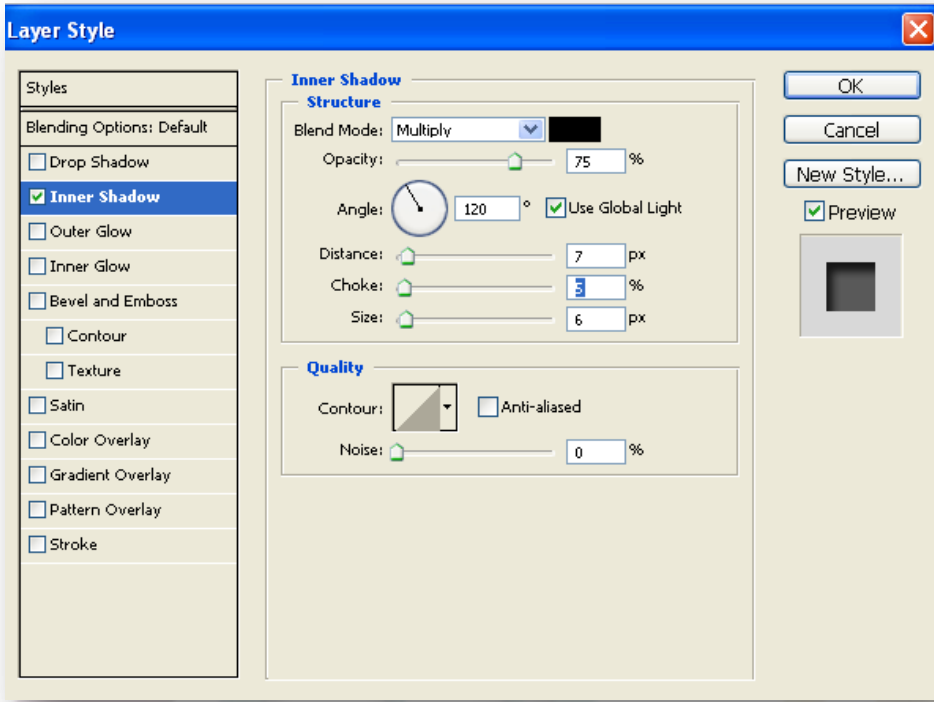 Layer Style
Styles
Blending Options: Default
Drop Shadow
Inner Shadow
Outer Glow
Inner Glow
Bevel and Emboss
Contour
Texture
Satin
Color Overlay
Gradient Overlay
Pattern Overlay
Stroke
Inner Shadow
Structure
Blend Mode: Multiply
Opacity: 75 %
Angle: 120 ° Use Global Light
Distance: 7 px
Choke: 5 %
Size: 6 px
Quality
Contour: Anti-aliased
Noise: 0 %
OK
Cancel
New Style...
Preview